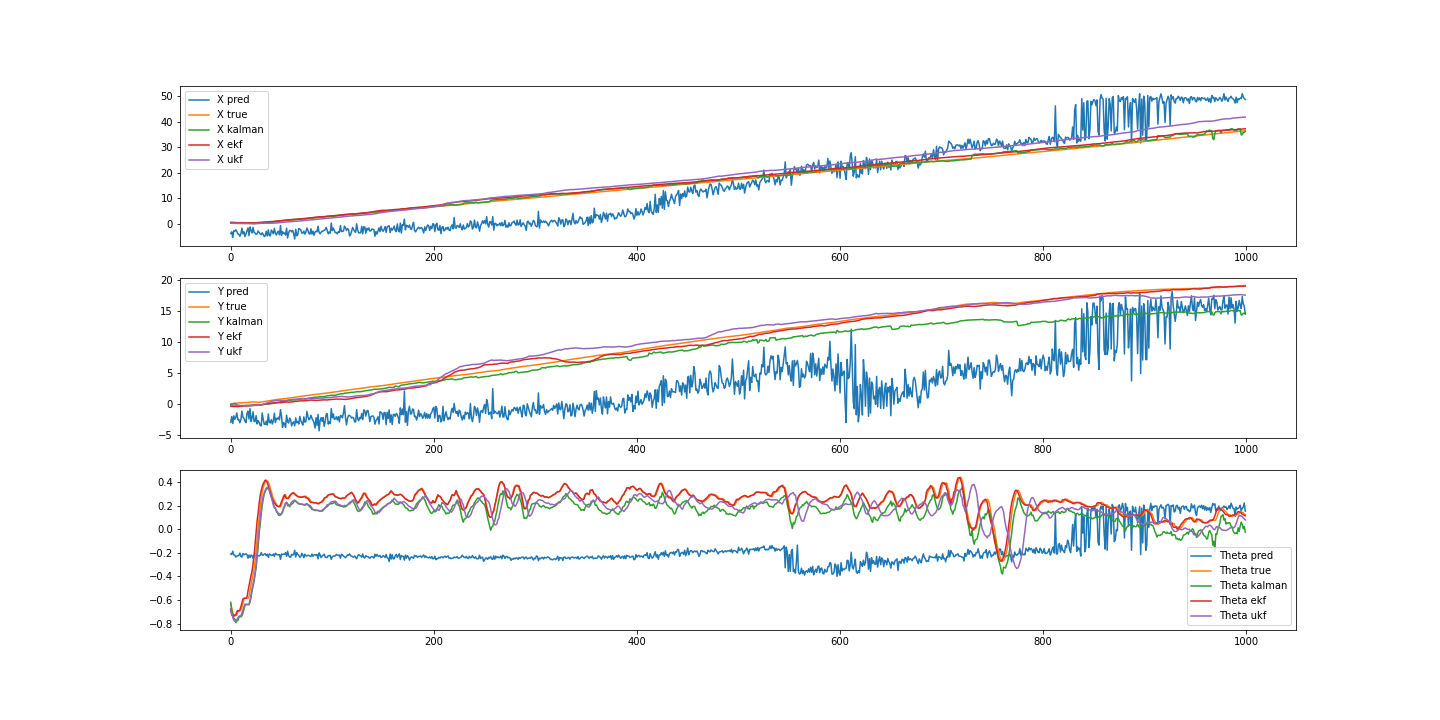 50
40
30
20
10
0
X pred
X true
X kalman
X ekf
X ukf
0 200 400 600 800 1000
20
15
10
5
0
−5
Y pred
Y true
Y kalman
Y ekf
Y ukf
0 200 400 600 800 1000
0.4
0.2
0.0
−0.2
−0.4
−0.6
−0.8
Theta pred
Theta true
Theta kalman
Theta ekf
Theta ukf
0 200 400 600 800 1000